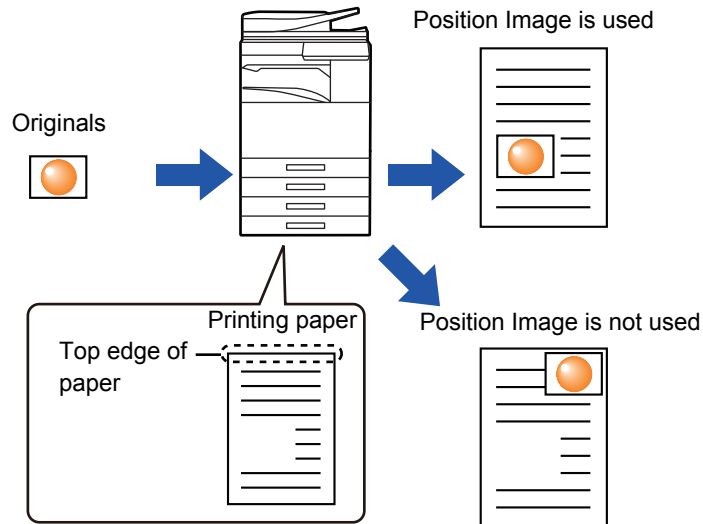 Position Image is used
Originals
Printing paper
Top edge of
paper
Position Image is not used